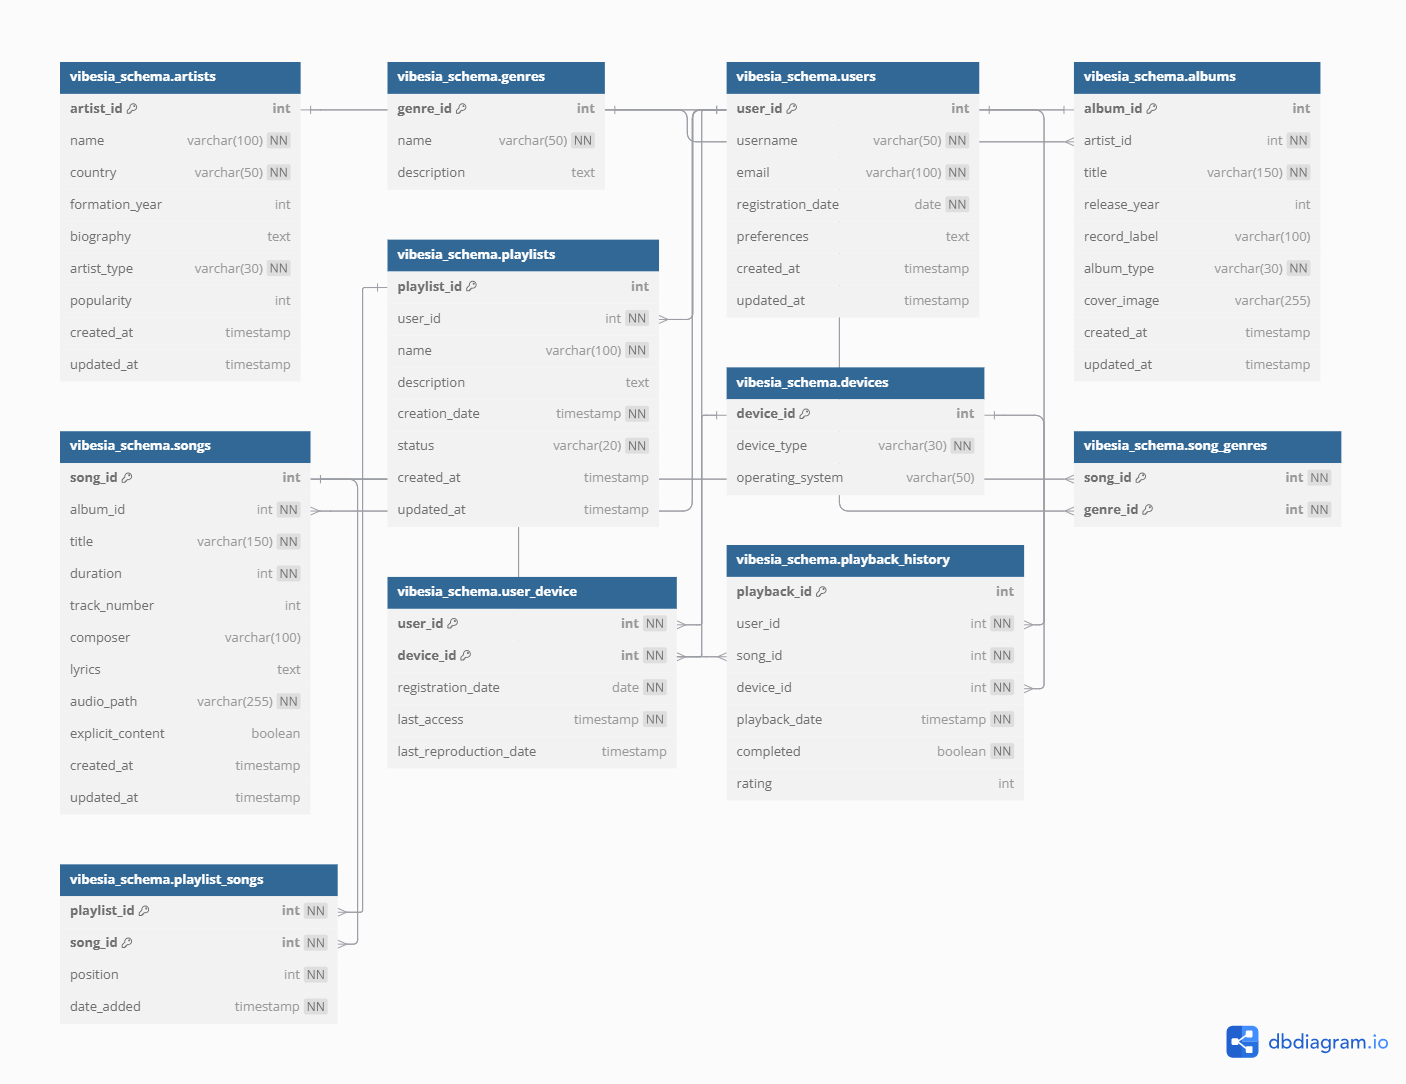 vibesia_schema.artists
artist_id int
name varchar(100) NN
country varchar(50) NN
formation_year int
biography text
artist_type varchar(30) NN
popularity int
created_at timestamp
updated_at timestamp
vibesia_schema.genres
genre_id int
name varchar(50) NN
description text
vibesia_schema.users
user_id int
username varchar(50) NN
email varchar(100) NN
registration_date date NN
preferences text
created_at timestamp
updated_at timestamp
vibesia_schema.albums
album_id int
artist_id int NN
title varchar(150) NN
release_year int
record_label varchar(100)
album_type varchar(30) NN
cover_image varchar(255)
created_at timestamp
updated_at timestamp
vibesia_schema.playlists
playlist_id int
user_id int NN
name varchar(100) NN
description text
creation_date timestamp NN
status varchar(20) NN
created_at timestamp
updated_at timestamp
vibesia_schema.devices
device_id int
device_type varchar(30) NN
operating_system varchar(50)
vibesia_schema.songs
song_id int
album_id int NN
title varchar(150) NN
duration int NN
track_number int
composer varchar(100)
lyrics text
audio_path varchar(255) NN
explicit_content boolean
created_at timestamp
updated_at timestamp
vibesia_schema.song_genres
song_id int NN
genre_id int NN
vibesia_schema.user_device
user_id int NN
device_id int NN
registration_date date NN
last_access timestamp NN
last_reproduction_date timestamp
vibesia_schema.playback_history
playback_id int
user_id int NN
song_id int NN
device_id int NN
playback_date timestamp NN
completed boolean NN
rating int
vibesia_schema.playlist_songs
playlist_id int NN
song_id int NN
position int NN
date_added timestamp NN
dbdiagram.io